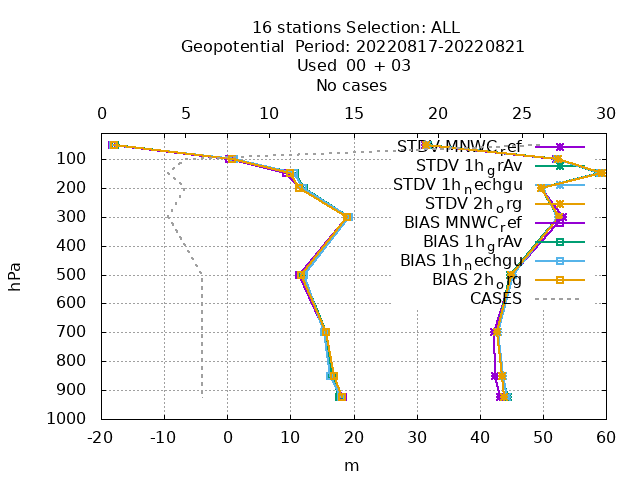 16 stations Selection: ALL
Geopotential  Period: 20220817-20220821
Used  00 + 03
No cases
0 5 10 15 20 25 30
STDV MNWC_ref
100
STDV 1h_grAv
STDV 1h_nechgu
200
STDV 2h_org
300
BIAS MNWC_ref
BIAS 1h_grAv
400
BIAS 1h_nechgu
hPa
500
BIAS 2h_org
CASES
600
700
800
900
1000
-20 -10 0 10 20 30 40 50 60
m